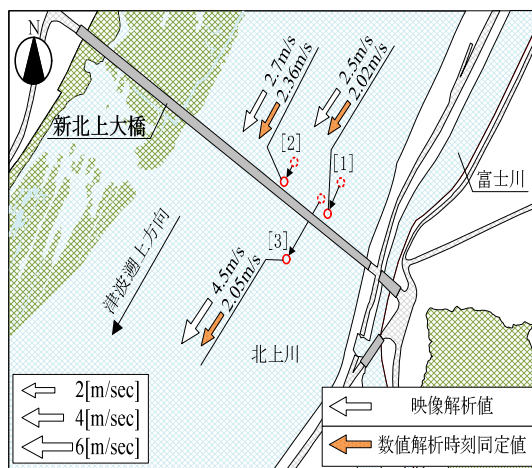 N
新北上大橋
2.7m/s
2.36m/s
2.5m/s
2.02m/s
[2]
[1]
[3]
富士川
津波遡上方向
4.5m/s
2.05m/s
北上川
2[m/sec]
4[m/sec]
6[m/sec]
映像解析値
数値解析時刻同定値